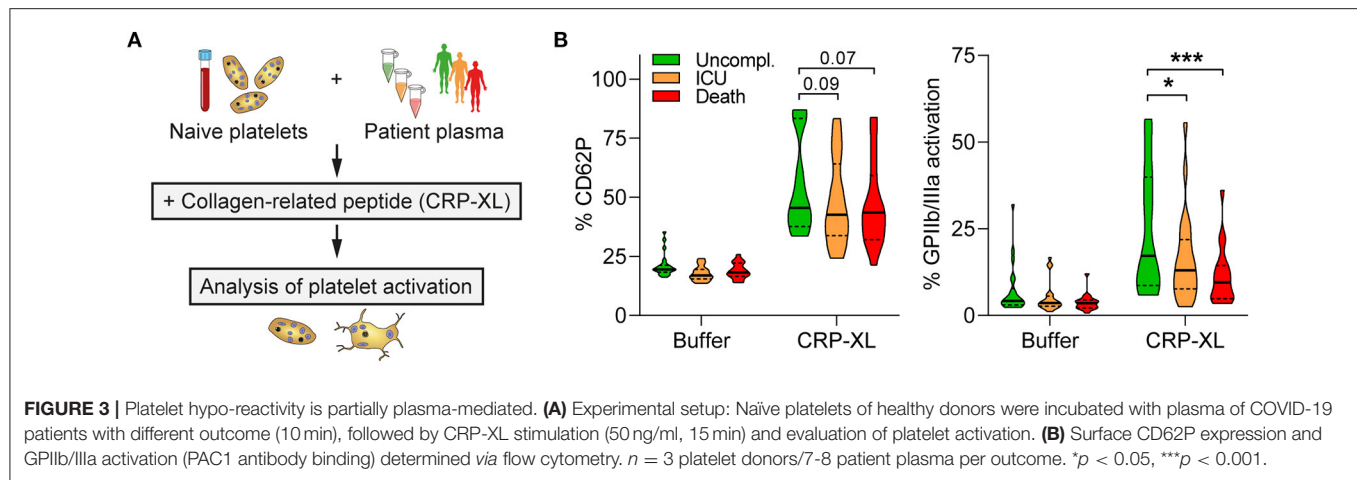 A
+
Naive platelets
Patient plasma
+ Collagen-related peptide (CRP-XL)
Analysis of platelet activation
B
Uncompl.
ICU
Death
0.07
0.09
100
75
50
25
0
% CD62P
Buffer
CRP-XL
***
*
75
50
25
0
% GPIIb/IIIa activation
Buffer
CRP-XL
FIGURE 3 | Platelet hypo-reactivity is partially plasma-mediated. (A) Experimental setup: Naïve platelets of healthy donors were incubated with plasma of COVID-19
patients with different outcome (10 min), followed by CRP-XL stimulation (50 ng/ml, 15 min) and evaluation of platelet activation. (B) Surface CD62P expression and
GPIIb/IIIa activation (PAC1 antibody binding) determined via flow cytometry. n = 3 platelet donors/7-8 patient plasma per outcome. *p < 0.05, ***p < 0.001.